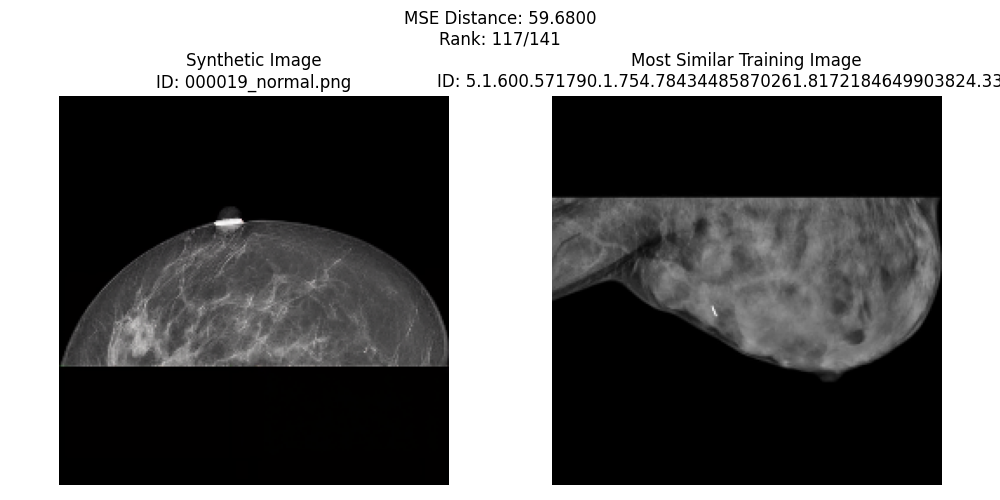 MSE Distance: 59.6800
Rank: 117/141
Synthetic Image
ID: 000019_normal.png
Most Similar Training Image
ID: 5.1.600.571790.1.754.78434485870261.8172184649903824.33